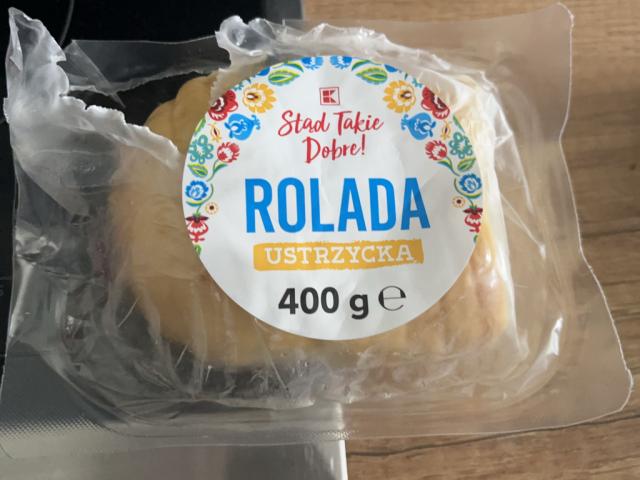 K
Stąd Takie
Dobre!
ROLADA
USTRZYCKA
400 g ℮